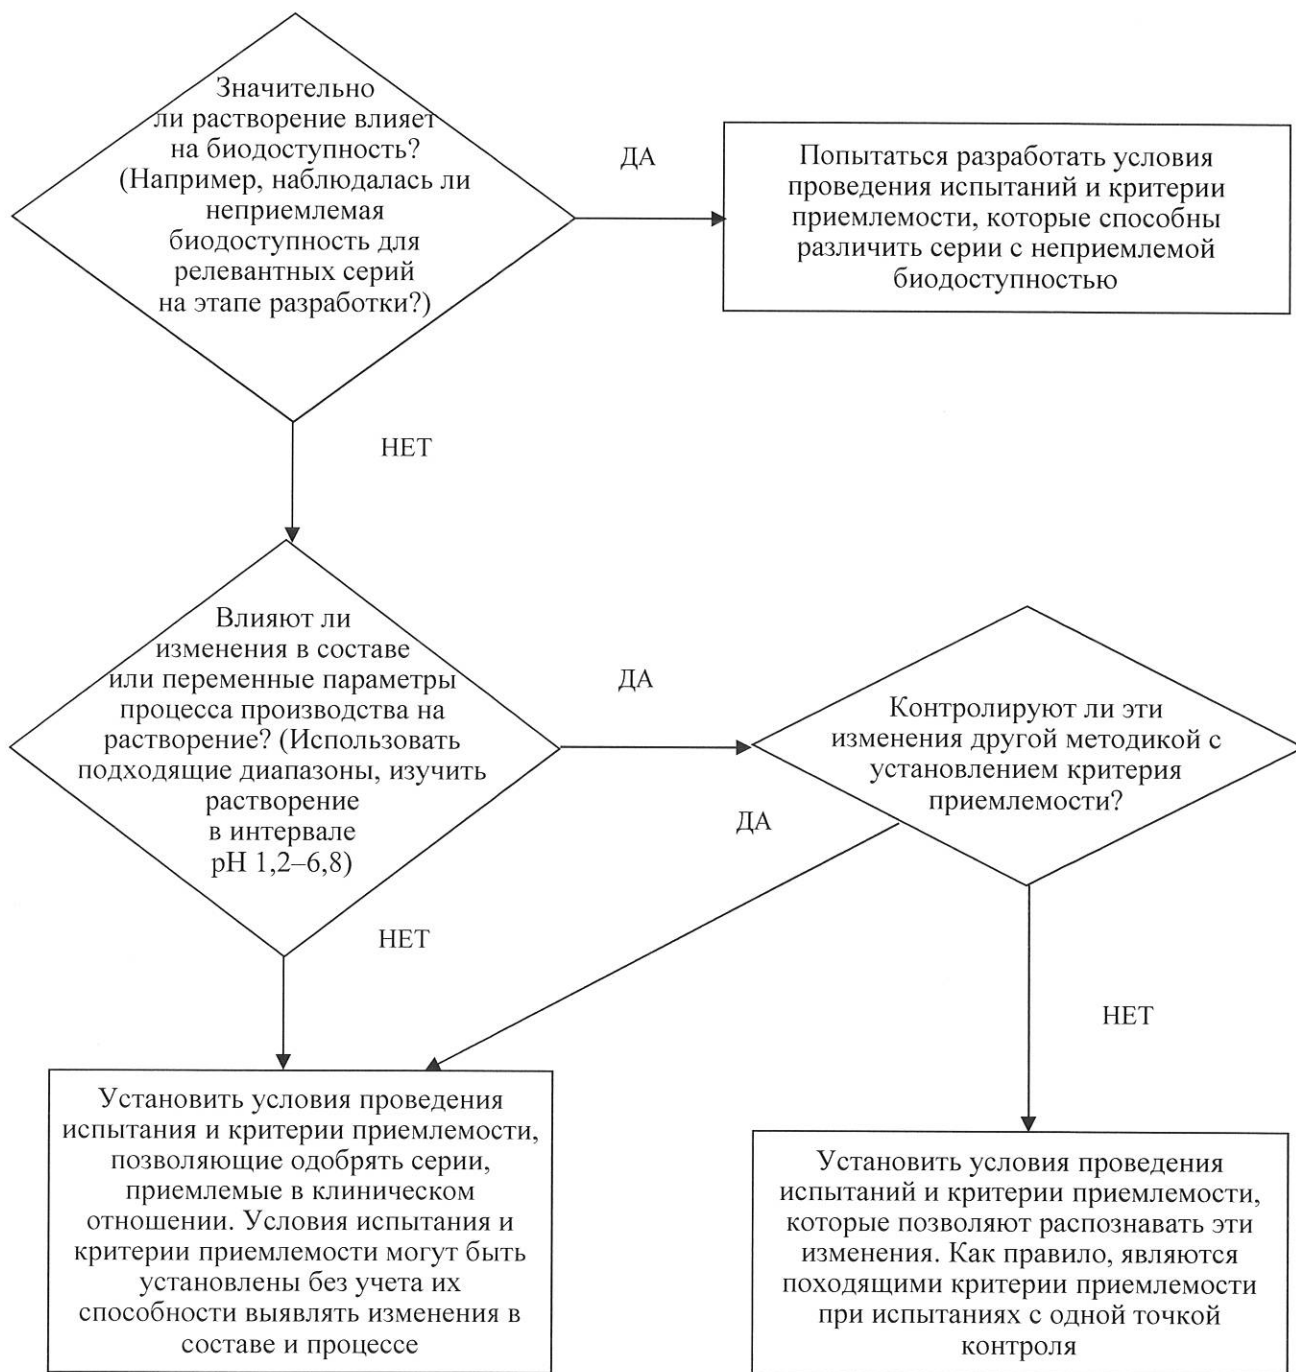 Значительно
ли растворение влияет
на биодоступность?
(Например, наблюдалась ли
неприемлемая
биодоступность для
релевантных серий
на этапе разработки?)
ДА
Попытаться разработать условия
проведения испытаний и критерии
приемлемости, которые способны
различить серии с неприемлемой
биодоступностью
НЕТ
Влияют ли
изменения в составе
или переменные параметры
процесса производства на
растворение? (Использовать
подходящие диапазоны, изучить
растворение
в интервале
pH 1,2–6,8)
ДА
Контролируют ли эти
изменения другой методикой с
установлением критерия
приемлемости?
ДА
НЕТ
НЕТ
Установить условия проведения
испытания и критерии приемлемости,
позволяющие одобрять серии,
приемлемые в клиническом
отношении. Условия испытания и
критерии приемлемости могут быть
установлены без учета их
способности выявлять изменения в
составе и процессе
Установить условия проведения
испытаний и критерии приемлемости,
которые позволяют распознавать эти
изменения. Как правило, являются
походящими критерии приемлемости
при испытаниях с одной точкой
контроля